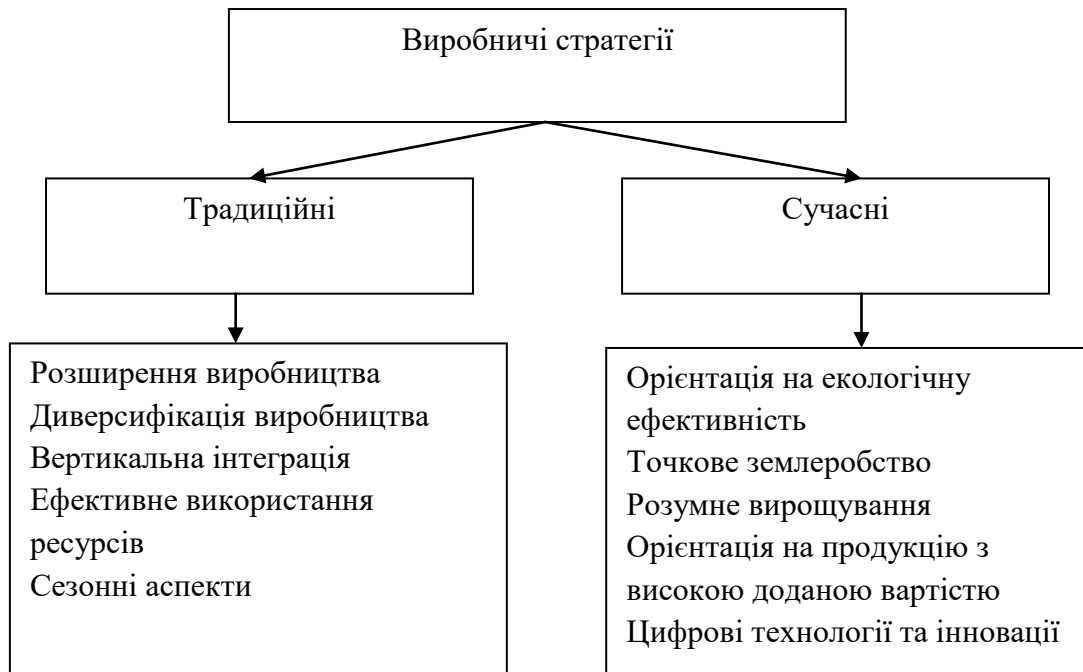 Виробничі стратегії
Традиційні
Сучасні
Розширення виробництва
Диверсифікація виробництва
Вертикальна інтеграція
Ефективне використання
ресурсів
Сезонні аспекти
Орієнтація на екологічну
ефективність
Точкове землеробство
Розумне вирощування
Орієнтація на продукцію з
високою доданою вартістю
Цифрові технології та інновації